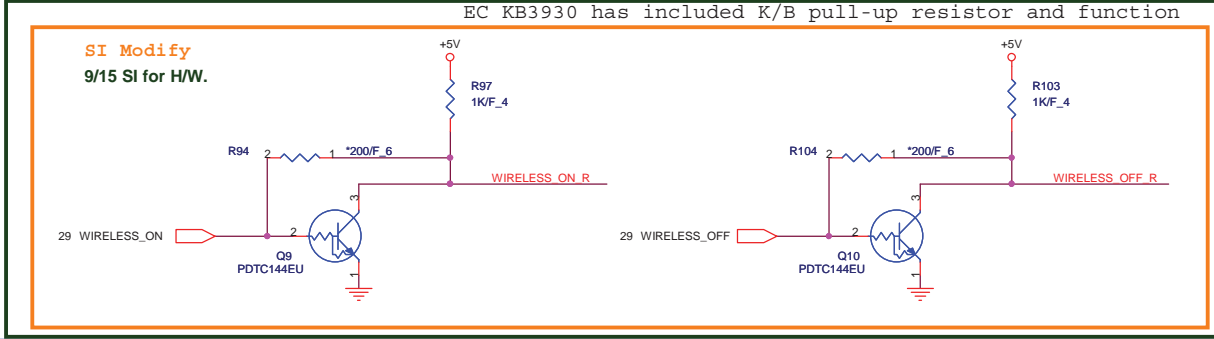 EC KB3930 has included K/B pull-up resistor and function
SI Modify
9/15 SI for H/W.
+5V
R97
1K/F_4
R94
2
1
*200/F_6
WIRELESS_ON_R
3
29 WIRELESS_ON
2
Q9
PDTC144EU
1
+5V
R103
1K/F_4
R104
2
1
*200/F_6
WIRELESS_OFF_R
3
29 WIRELESS_OFF
2
Q10
PDTC144EU
1